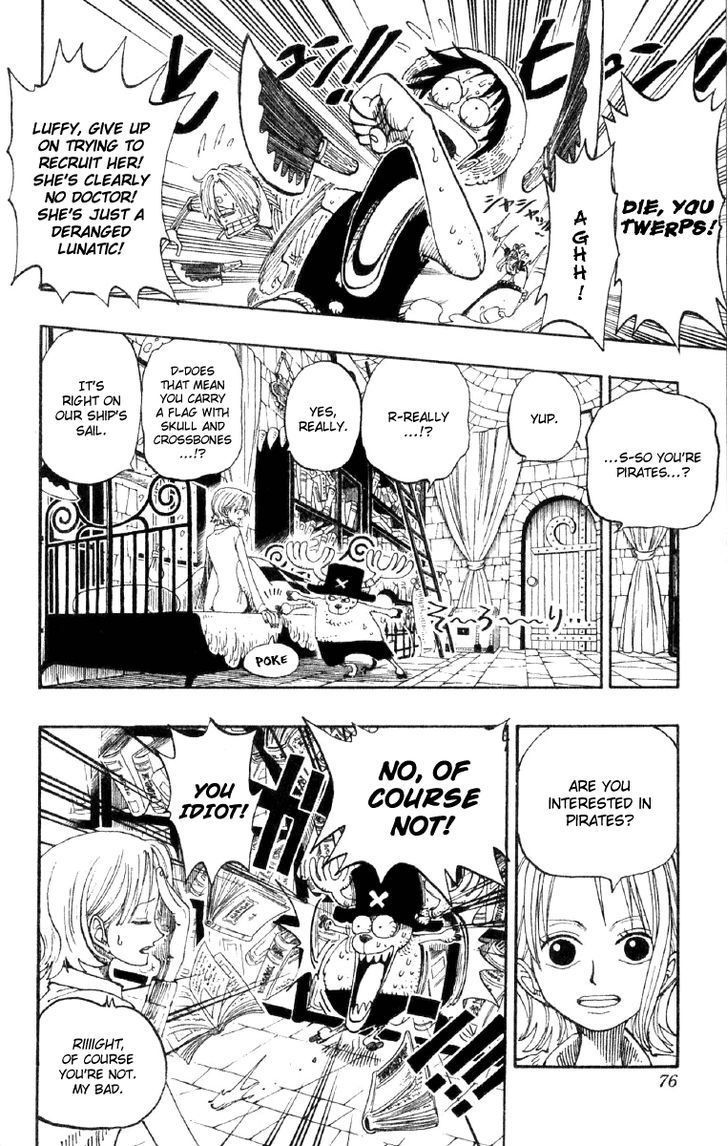 DIE, YOU
TWERPS!
AGHH!
LUFFY, GIVE UP
ON TRYING TO
RECRUIT HER!
SHE'S CLEARLY
NO DOCTOR!
SHE'S JUST A
DERANGED
LUNATIC!
...S-SO YOU'RE
PIRATES...?
YUP.
R-REALLY
...!?
YES,
REALLY.
D-DOES
THAT MEAN
YOU CARRY
A FLAG WITH
SKULL AND
CROSSBONES
...!?
IT'S
RIGHT ON
OUR SHIP'S
SAIL.
そ〜ろ〜〜り...
POKE
ARE YOU
INTERESTED IN
PIRATES?
NO, OF
COURSE
NOT!
YOU
IDIOT!
RIIIIGHT,
OF COURSE
YOU'RE NOT.
MY BAD.
76